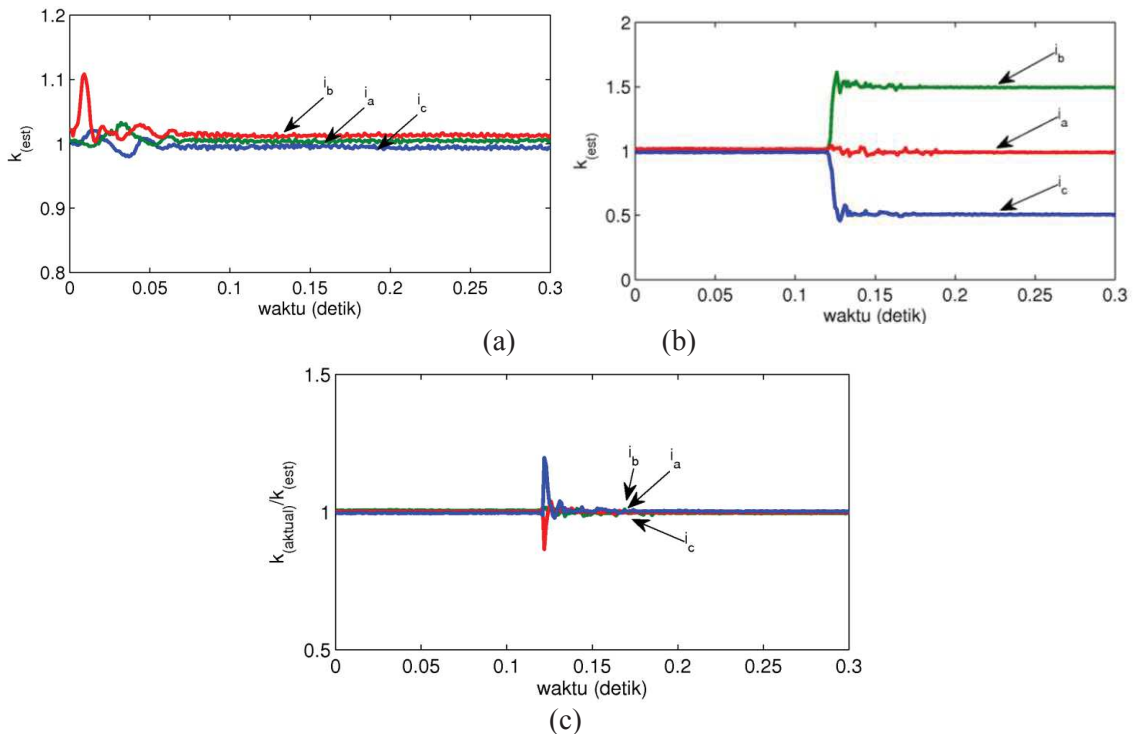 1.2
1.1
1
0.9
0.8
k(est)
i_b
i_a
i_c
0 0.05 0.1 0.15 0.2 0.25 0.3
waktu (detik)
(a)
2
1.5
1
0.5
0
k(est)
i_b
i_a
i_c
0 0.05 0.1 0.15 0.2 0.25 0.3
waktu (detik)
(b)
1.5
1
0.5
k(aktual)/k(est)
i_b
i_a
i_c
0 0.05 0.1 0.15 0.2 0.25 0.3
waktu (detik)
(c)